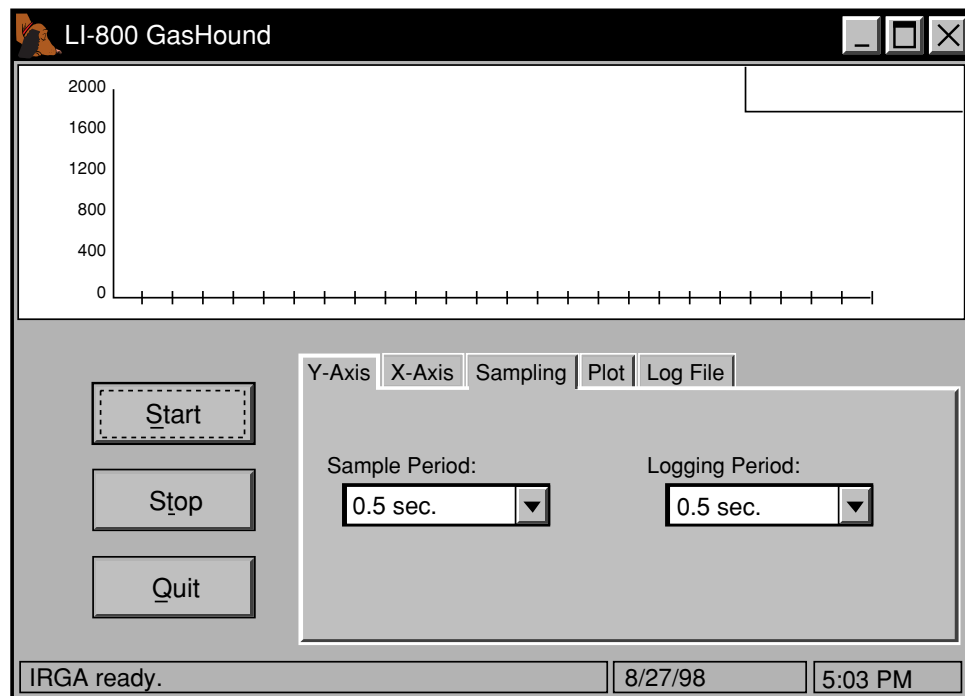 LI-800 GasHound
2000
1600
1200
800
400
0
Y-Axis X-Axis Sampling Plot Log File
Start
Sample Period: Logging Period:
0.5 sec. 0.5 sec.
Stop
Quit
IRGA ready. 8/27/98 5:03 PM